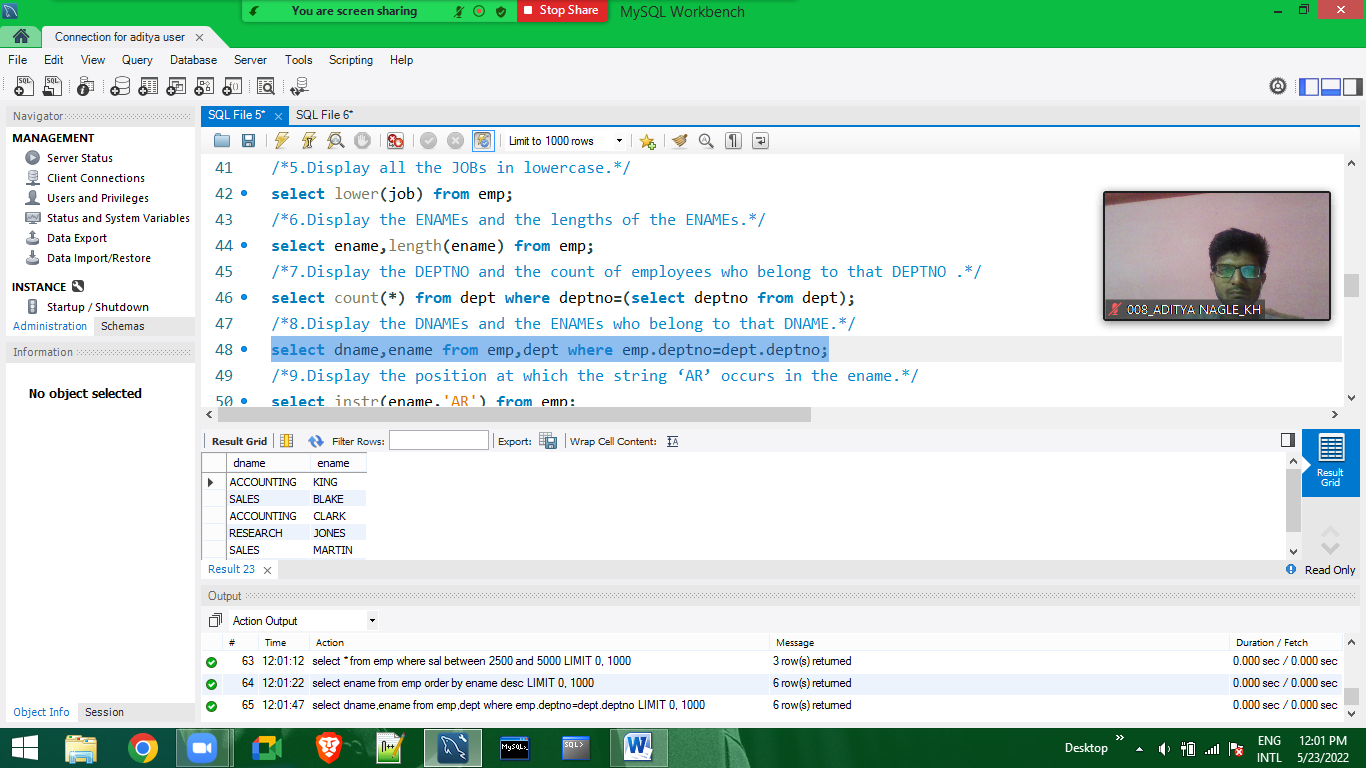 You are screen sharing
Stop Share
MySQL Workbench
Connection for aditya user
File Edit View Query Database Server Tools Scripting Help
Navigator
MANAGEMENT
Server Status
Client Connections
Users and Privileges
Status and System Variables
Data Export
Data Import/Restore
INSTANCE
Startup / Shutdown
Administration Schemas
Information
No object selected
Object Info Session
SQL File 5* SQL File 6*
Limit to 1000 rows
41 /*5.Display all the JOBs in lowercase.*/
42 select lower(job) from emp;
43 /*6.Display the ENAMEs and the lengths of the ENAMEs.*/
44 select ename,length(ename) from emp;
45 /*7.Display the DEPTNO and the count of employees who belong to that DEPTNO .*/
46 select count(*) from dept where deptno=(select deptno from dept);
47 /*8.Display the DNAMEs and the ENAMEs who belong to that DNAME.*/
48 select dname,ename from emp,dept where emp.deptno=dept.deptno;
49 /*9.Display the position at which the string ‘AR’ occurs in the ename.*/
50 select instr(ename,'AR') from emp;
008_ADITYA NAGLE_KH
Result Grid Filter Rows: Export: Wrap Cell Content:
dname ename
ACCOUNTING KING
SALES BLAKE
ACCOUNTING CLARK
RESEARCH JONES
SALES MARTIN
Result Grid
Result 23
Read Only
Output
Action Output
# Time Action Message Duration / Fetch
63 12:01:12 select * from emp where sal between 2500 and 5000 LIMIT 0, 1000 3 row(s) returned 0.000 sec / 0.000 sec
64 12:01:22 select ename from emp order by ename desc LIMIT 0, 1000 6 row(s) returned 0.000 sec / 0.000 sec
65 12:01:47 select dname,ename from emp,dept where emp.deptno=dept.deptno LIMIT 0, 1000 6 row(s) returned 0.000 sec / 0.000 sec
Desktop
ENG
INTL
12:01 PM
5/23/2022